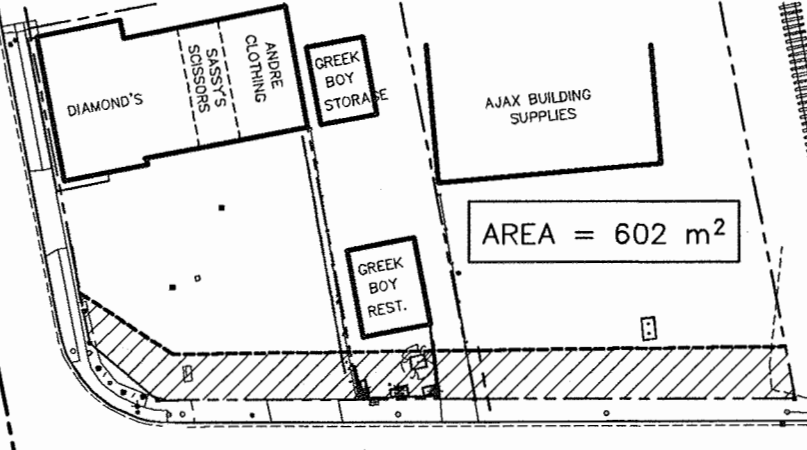 DIAMOND'S
SASSY'S
SCISSORS
ANDRE
CLOTHING
GREEK
BOY
STORAGE
AJAX BUILDING
SUPPLIES
AREA = 602 m²
GREEK
BOY
REST.